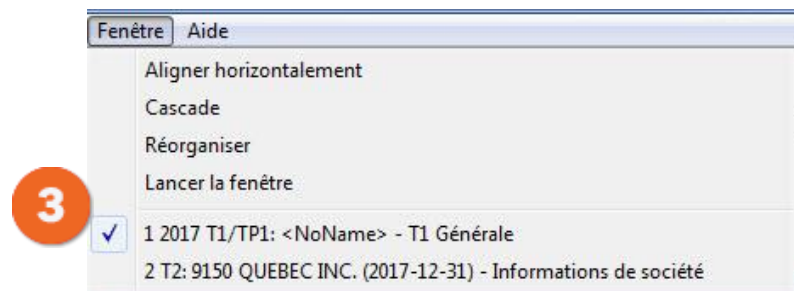 Fenêtre Aide
Aligner horizontalement
Cascade
Réorganiser
Lancer la fenêtre
3
1 2017 T1/TP1: <NoName> - T1 Générale
2 T2: 9150 QUEBEC INC. (2017-12-31) - Informations de société